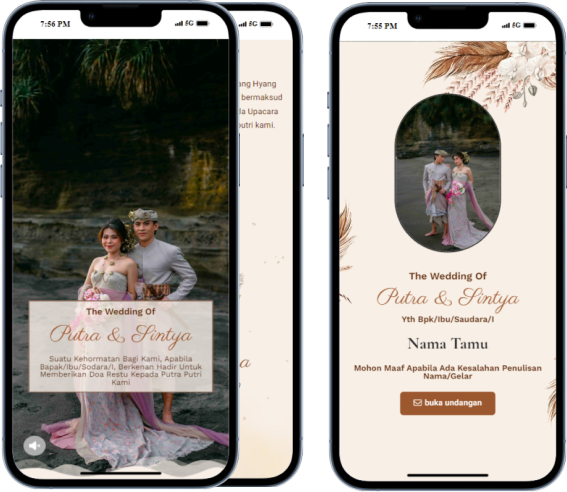 7:56 PM
5G
The Wedding Of
Putra & Sintya
Suatu Kehormatan Bagi Kami, Apabila
Bapak/Ibu/Sodara/I, Berkenan Hadir Untuk
Memberikan Doa Restu Kepada Putra Putri
Kami
5G
ang Hyang
bermaksud
la Upacara
putri kami.
a
7:55 PM
5G
The Wedding Of
Putra & Sintya
Yth Bpk/Ibu/Saudara/I
Nama Tamu
Mohon Maaf Apabila Ada Kesalahan Penulisan
Nama/Gelar
buka undangan